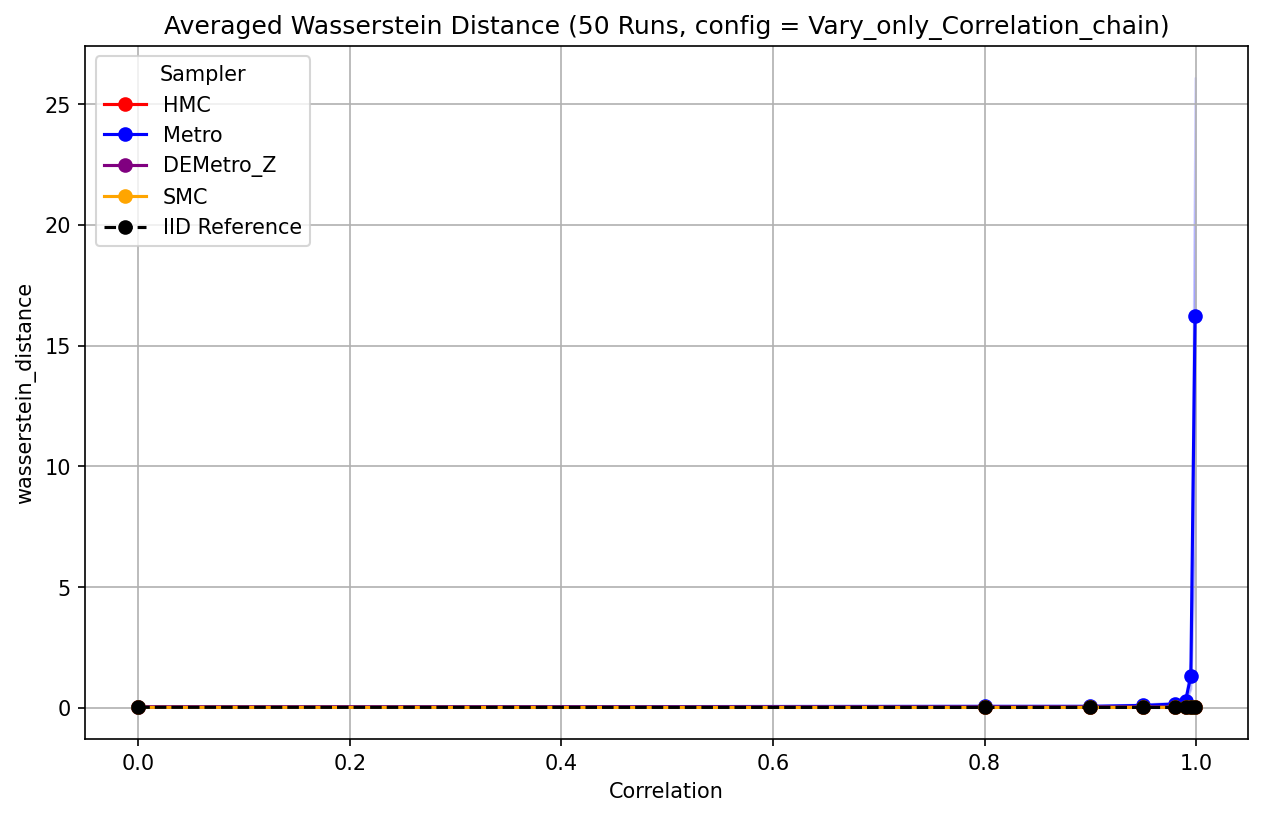 Averaged Wasserstein Distance (50 Runs, config = Vary_only_Correlation_chain)
Sampler
HMC
Metro
DEMetro_Z
SMC
IID Reference
25
20
15
10
5
0
wasserstein_distance
0.0 0.2 0.4 0.6 0.8 1.0
Correlation